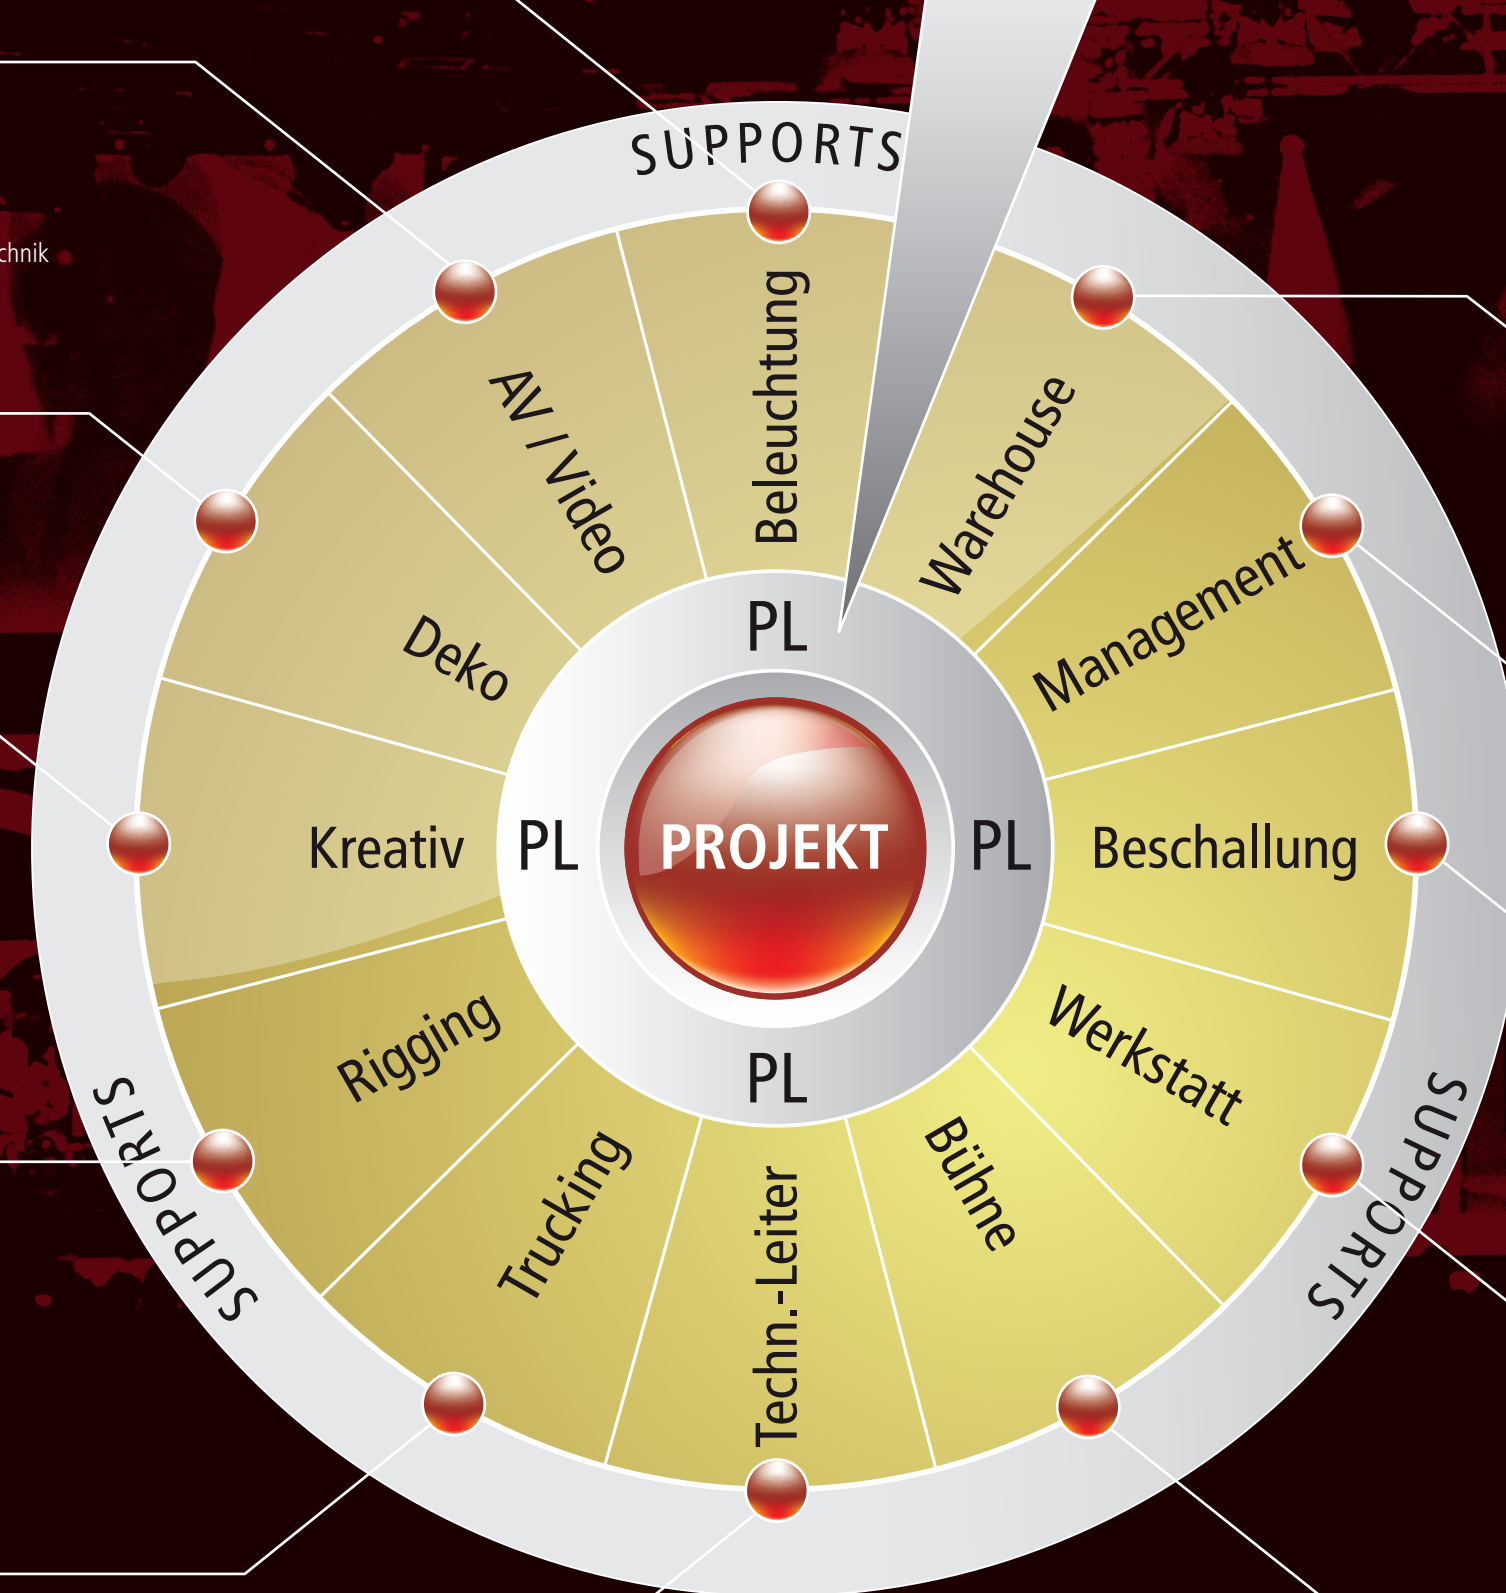 SUPPORTS
Beleuchtung
Warehouse
Management
Beschallung
Werkstatt
Bühne
Techn.-Leiter
Trucking
Rigging
Kreativ
Deko
AV / Video
PL
PL
PL
PL
PROJEKT
SUPPORTS
SUPPORTS